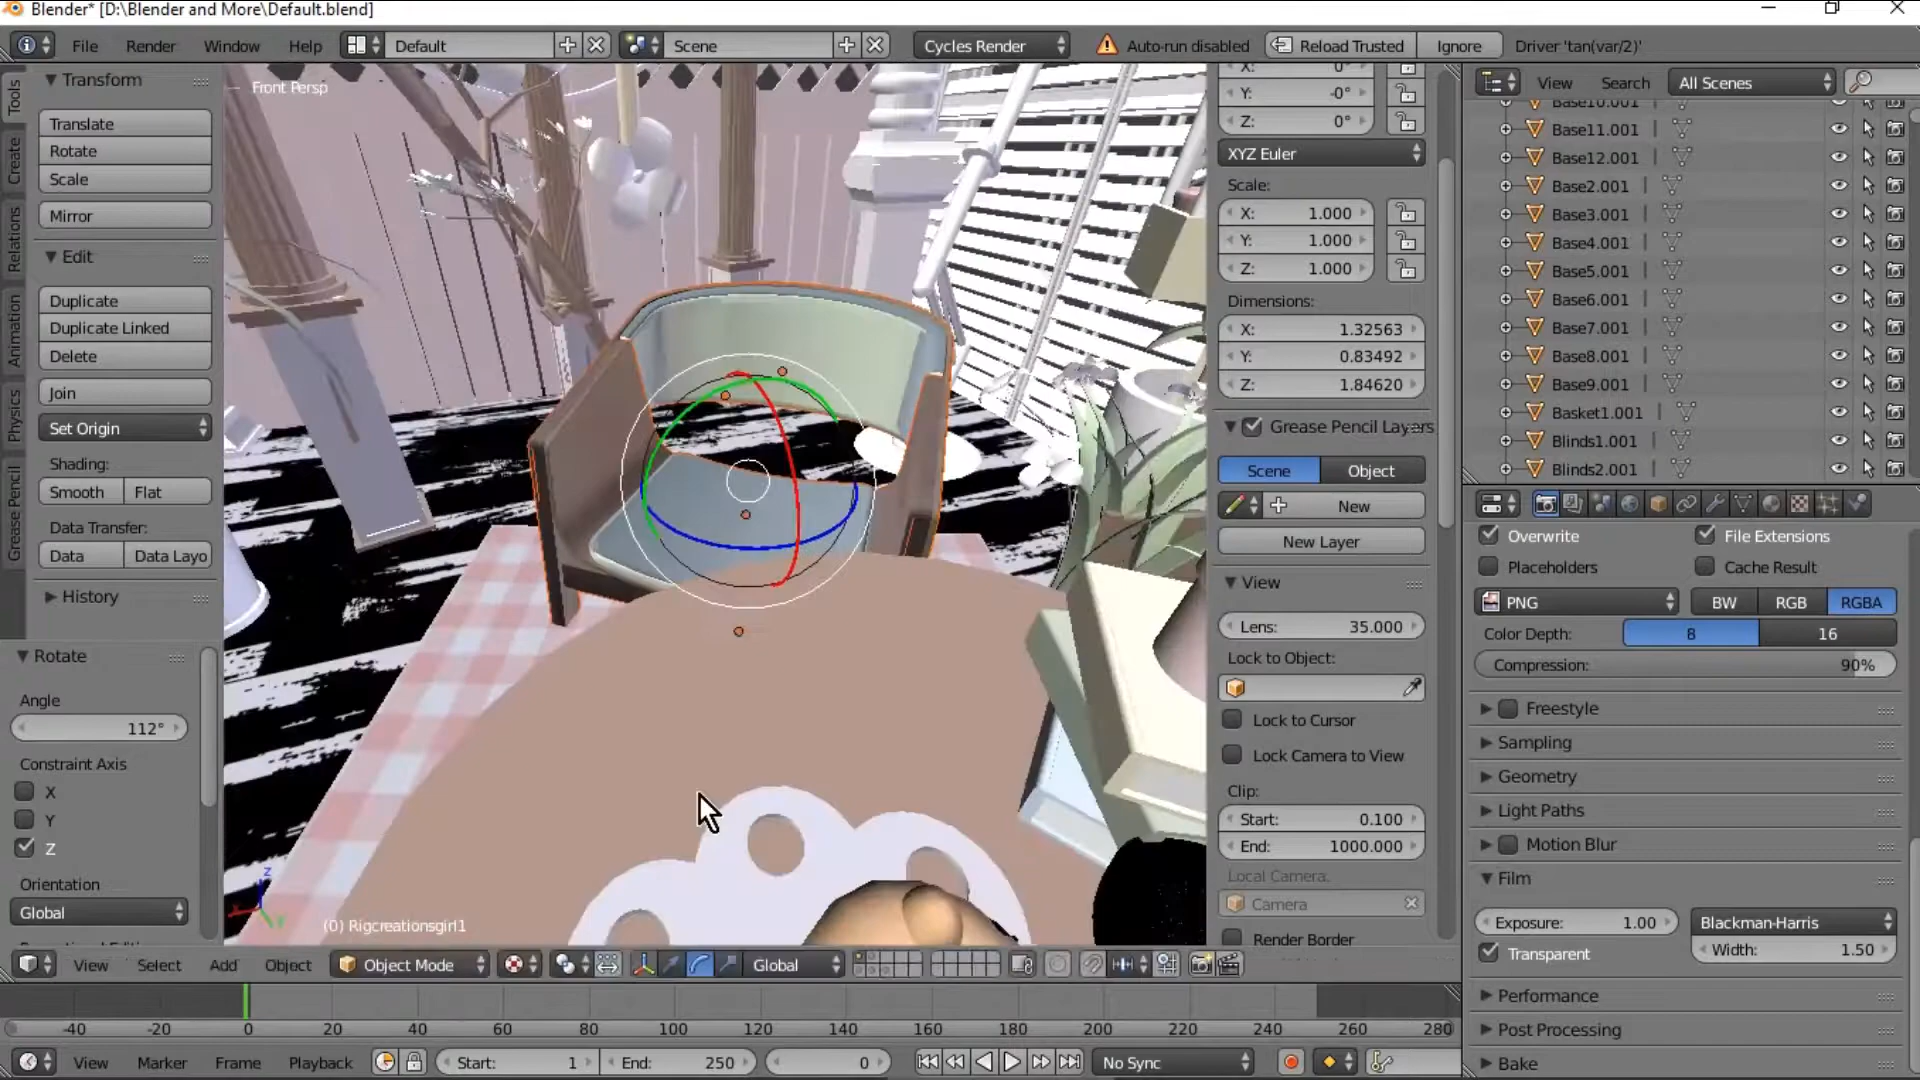 Blender* [D:\Blender and More\Default.blend]
File Render Window Help Default Scene Cycles Render Auto-run disabled Reload Trusted Ignore Driver 'tan(var/2)'
Tools
Create
Relations
Animation
Physics
Grease Pencil
Transform
Translate
Rotate
Scale
Mirror
Edit
Duplicate
Duplicate Linked
Delete
Join
Set Origin
Shading:
Smooth Flat
Data Transfer:
Data Data Layo
History
Rotate
Angle
112°
Constraint Axis
X
Y
Z
Orientation
Global
Front Persp
(0) Rigcreationsgirl1
X: 0°
Y: -0°
Z: 0°
XYZ Euler
Scale:
X: 1.000
Y: 1.000
Z: 1.000
Dimensions:
X: 1.32563
Y: 0.83492
Z: 1.84620
Grease Pencil Layers
Scene Object
New
New Layer
View
Lens: 35.000
Lock to Object:
Lock to Cursor
Lock Camera to View
Clip:
Start: 0.100
End: 1000.000
Local Camera:
Camera
Render Border
View Search All Scenes
Base10.001
Base11.001
Base12.001
Base2.001
Base3.001
Base4.001
Base5.001
Base6.001
Base7.001
Base8.001
Base9.001
Basket1.001
Blinds1.001
Blinds2.001
Overwrite File Extensions
Placeholders Cache Result
PNG BW RGB RGBA
Color Depth: 8 16
Compression: 90%
Freestyle
Sampling
Geometry
Light Paths
Motion Blur
Film
Exposure: 1.00 Blackman-Harris
Transparent Width: 1.50
Performance
Post Processing
Bake
View Select Add Object Object Mode Global
-40 -20 0 20 40 60 80 100 120 140 160 180 200 220 240 260 280
View Marker Frame Playback Start: 1 End: 250 0 No Sync